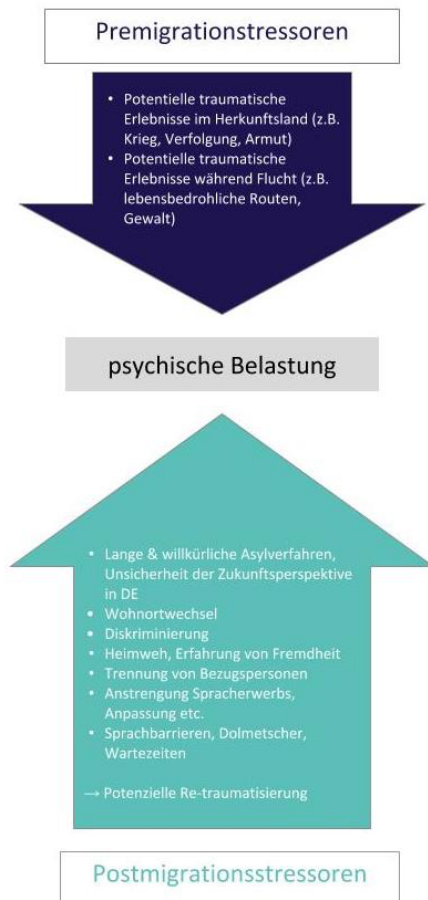 Premigrationstressoren
• Potentielle traumatische
Erlebnisse im Herkunftsland (z.B.
Krieg, Verfolgung, Armut)
• Potentielle traumatische
Erlebnisse während Flucht (z.B.
lebensbedrohliche Routen,
Gewalt)
psychische Belastung
• Lange & willkürliche Asylverfahren,
Unsicherheit der Zukunftsperspektive
in DE
• Wohnortwechsel
• Diskriminierung
• Heimweh, Erfahrung von Fremdheit
• Trennung von Bezugspersonen
• Anstrengung Spracherwerbs,
Anpassung etc.
• Sprachbarrieren, Dolmetscher,
Wartezeiten
→ Potenzielle Re-traumatisierung
Postmigrationsstressoren